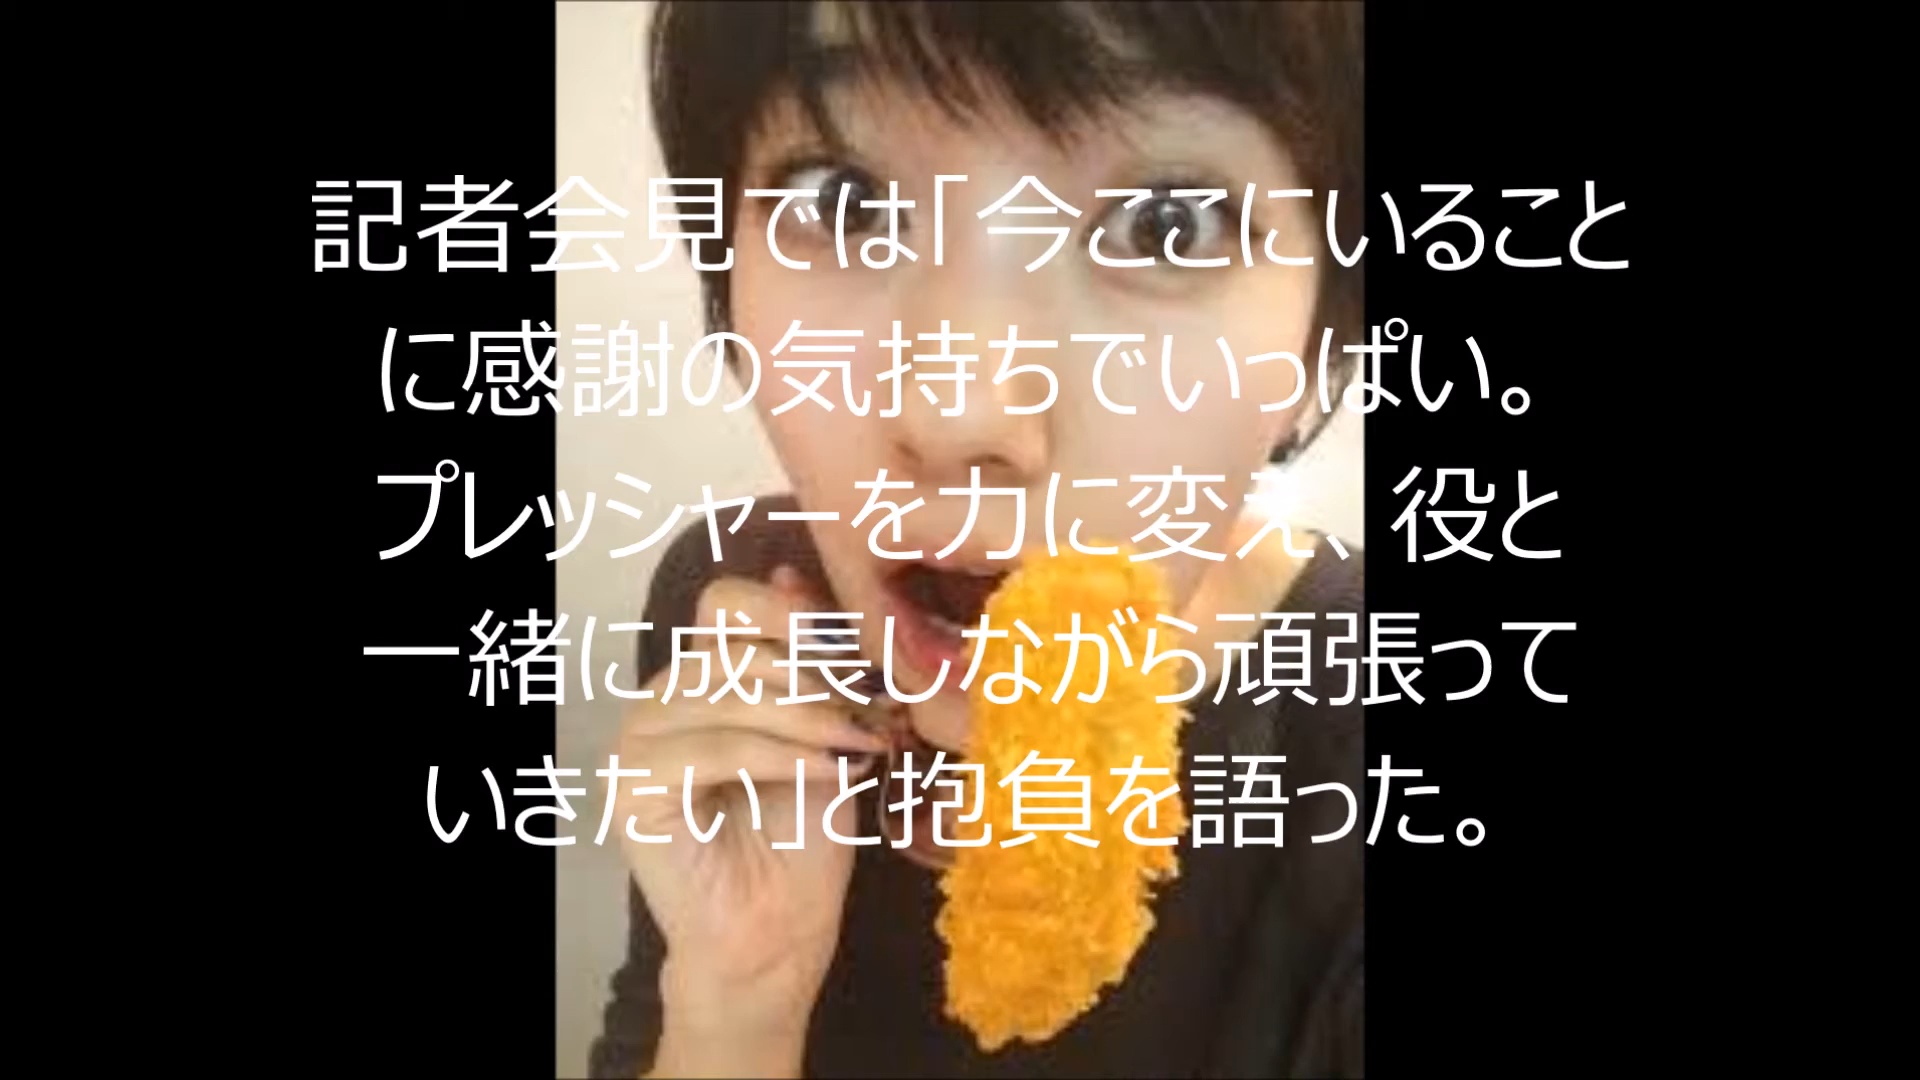 記者会見では「今ここにいること
に感謝の気持ちでいっぱい。
プレッシャーを力に変え、役と
一緒に成長しながら頑張って
いきたい」と抱負を語った。